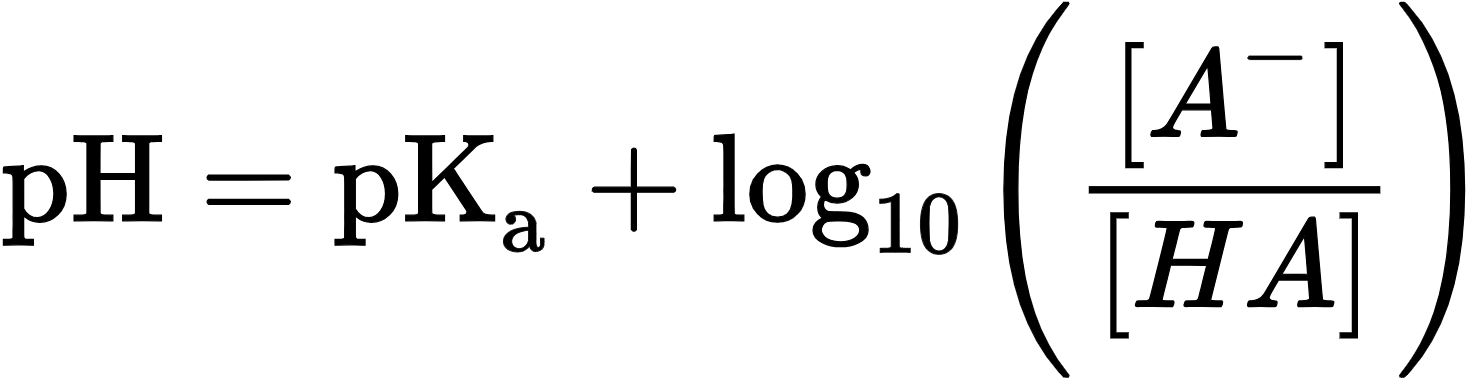 pH = pKₐ + log₁₀ ([A⁻] / [HA])